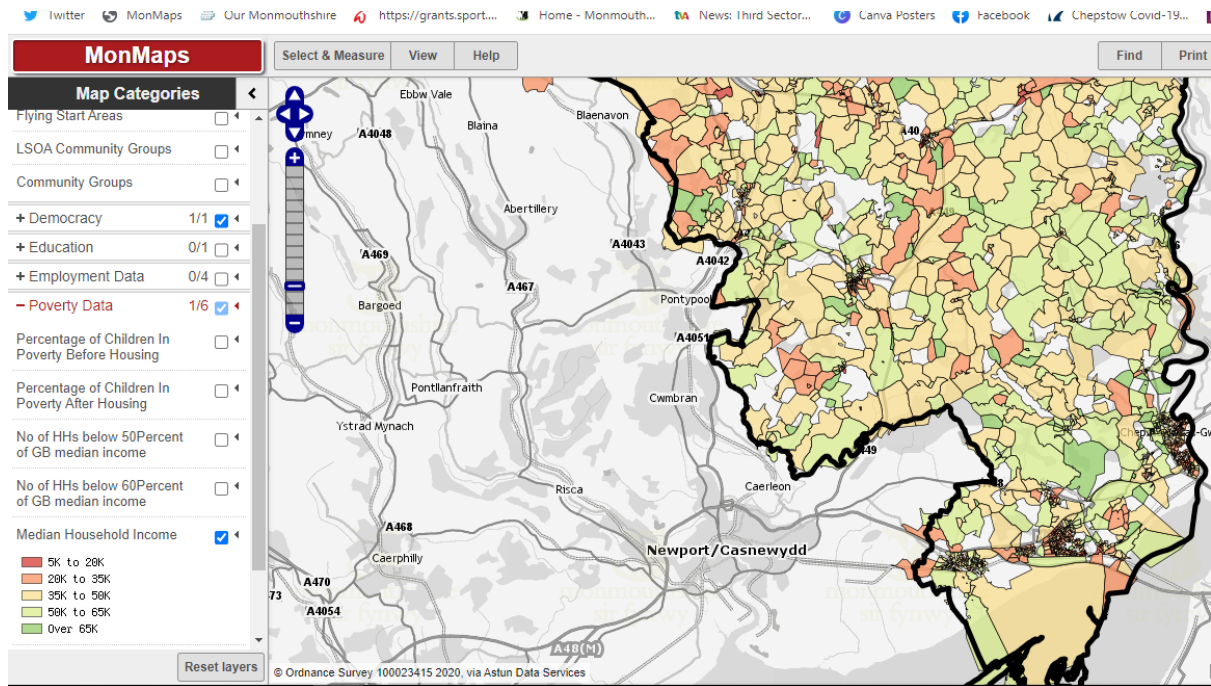 Twitter MonMaps Our Monmouthshire https://grants.sport.... Home - Monmouth... News: Third Sector... Canva Posters Facebook Chepstow Covid-19...
MonMaps
Select & Measure View Help Find Print
Map Categories
Flying Start Areas
LSOA Community Groups
Community Groups
+ Democracy 1/1
+ Education 0/1
+ Employment Data 0/4
− Poverty Data 1/6
Percentage of Children In
Poverty Before Housing
Percentage of Children In
Poverty After Housing
No of HHs below 50Percent
of GB median income
No of HHs below 60Percent
of GB median income
Median Household Income
5K to 20K
20K to 35K
35K to 50K
50K to 65K
Over 65K
Reset layers
Ebbw Vale
Blaina
Blaenavon
A4048
A40
Abertillery
A4043
A4042
A469
A467
Bargoed
Pontypool
A4051
Pontllanfraith
Cwmbran
Ystrad Mynach
Risca
Caerleon
A468
Newport/Casnewydd
Caerphilly
A470
A4054
A48(M)
© Ordnance Survey 100023415 2020, via Astun Data Services